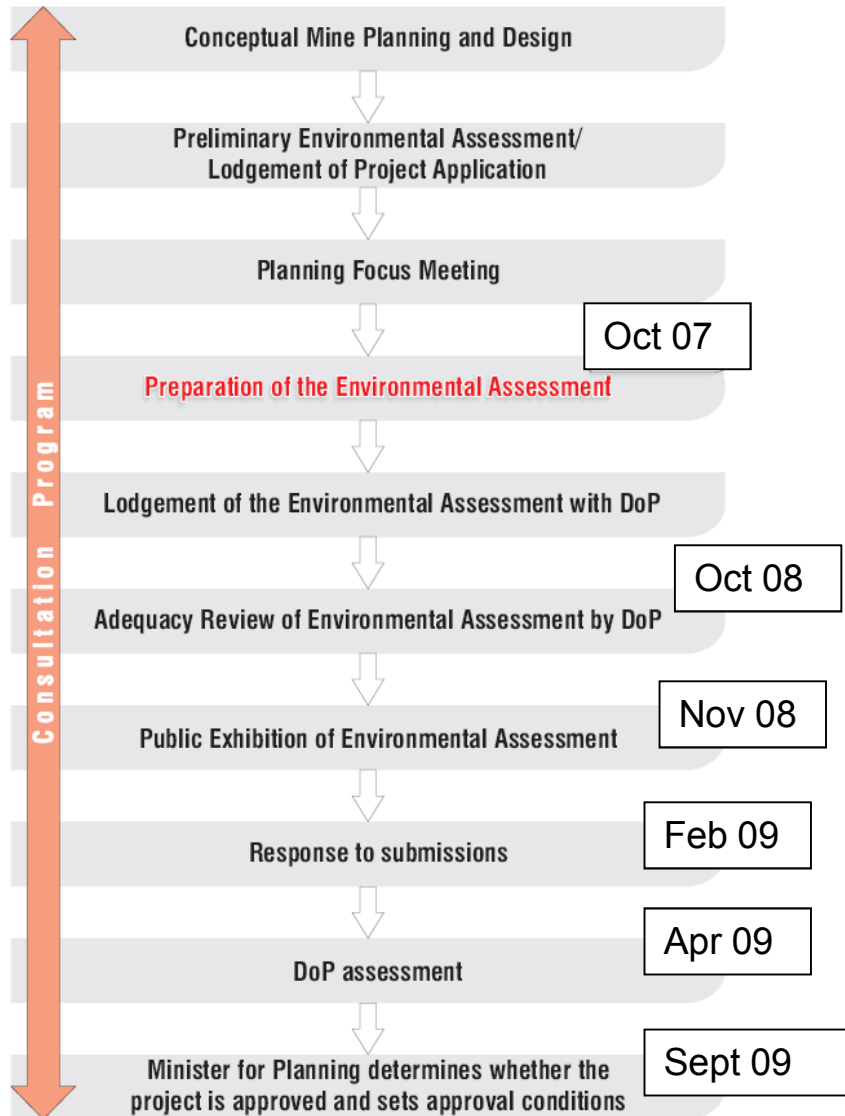 Conceptual Mine Planning and Design
Preliminary Environmental Assessment/
Lodgement of Project Application
Planning Focus Meeting
Oct 07
Preparation of the Environmental Assessment
Lodgement of the Environmental Assessment with DoP
Oct 08
Adequacy Review of Environmental Assessment by DoP
Nov 08
Public Exhibition of Environmental Assessment
Feb 09
Response to submissions
Apr 09
DoP assessment
Sept 09
Minister for Planning determines whether the
project is approved and sets approval conditions
Consultation Program